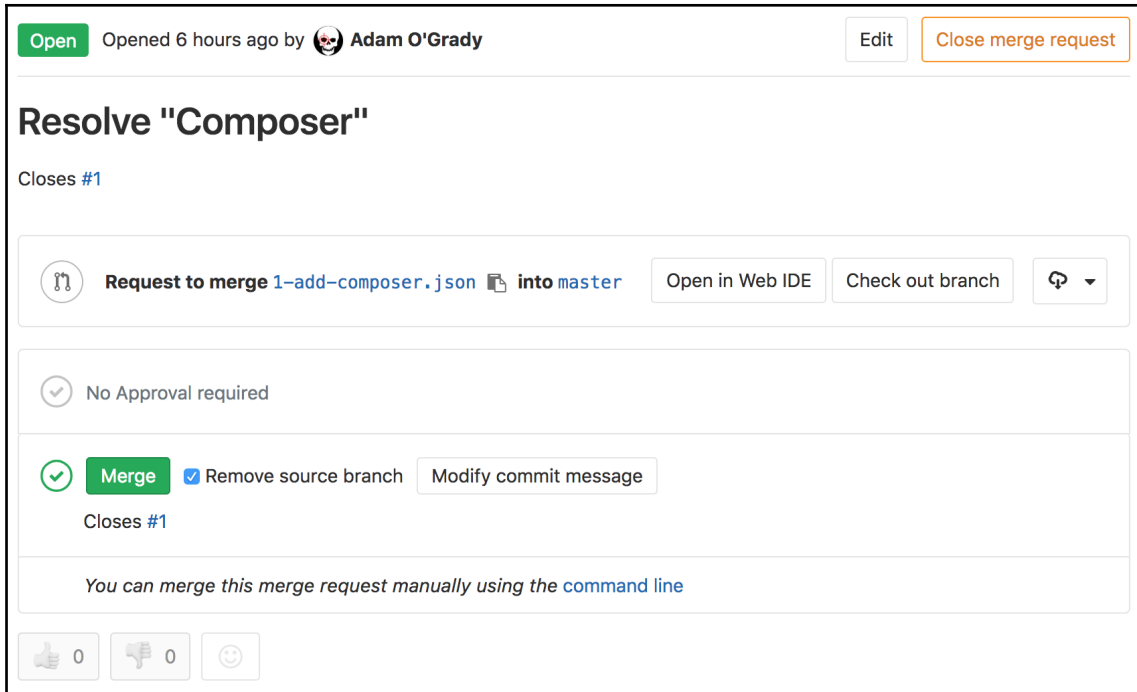 Open Opened 6 hours ago by Adam O'Grady Edit Close merge request
Resolve "Composer"
Closes #1
Request to merge 1-add-composer.json into master Open in Web IDE Check out branch
No Approval required
Merge Remove source branch Modify commit message
Closes #1
You can merge this merge request manually using the command line
0 0